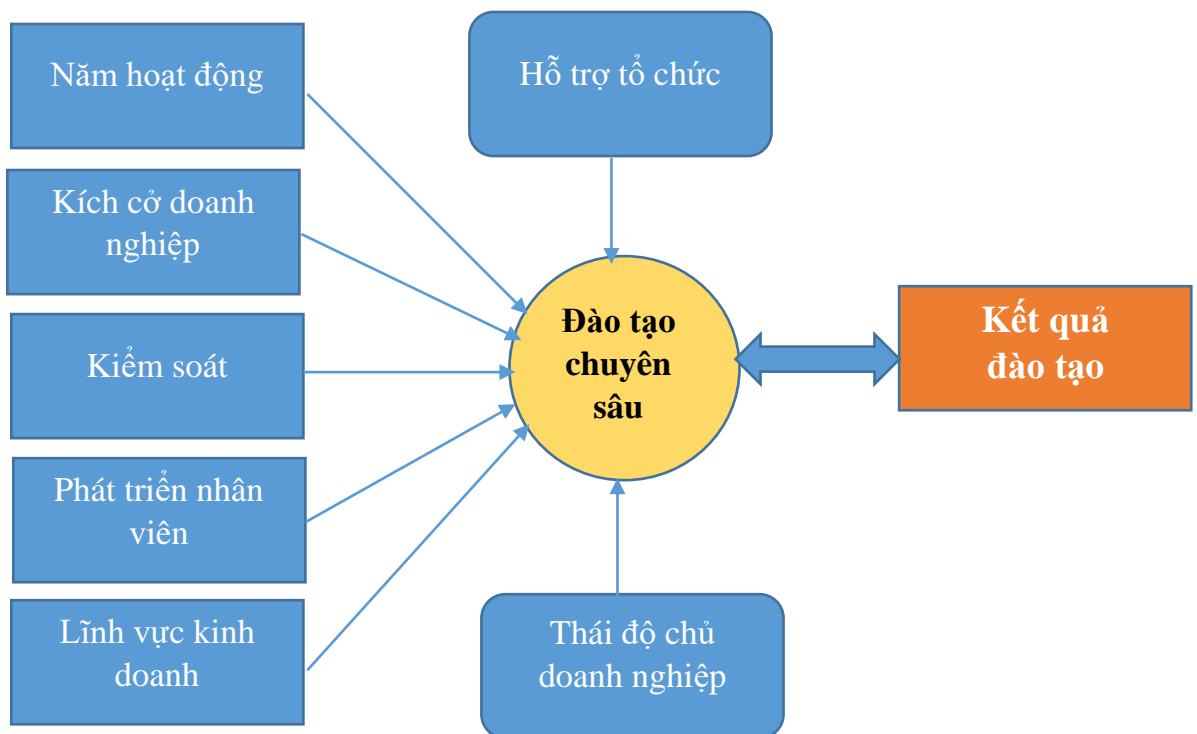 Năm hoạt động
Hỗ trợ tổ chức
Kích cở doanh
nghiệp
Kiểm soát
Đào tạo
chuyên
sâu
Kết quả
đào tạo
Phát triển nhân
viên
Lĩnh vực kinh
doanh
Thái độ chủ
doanh nghiệp